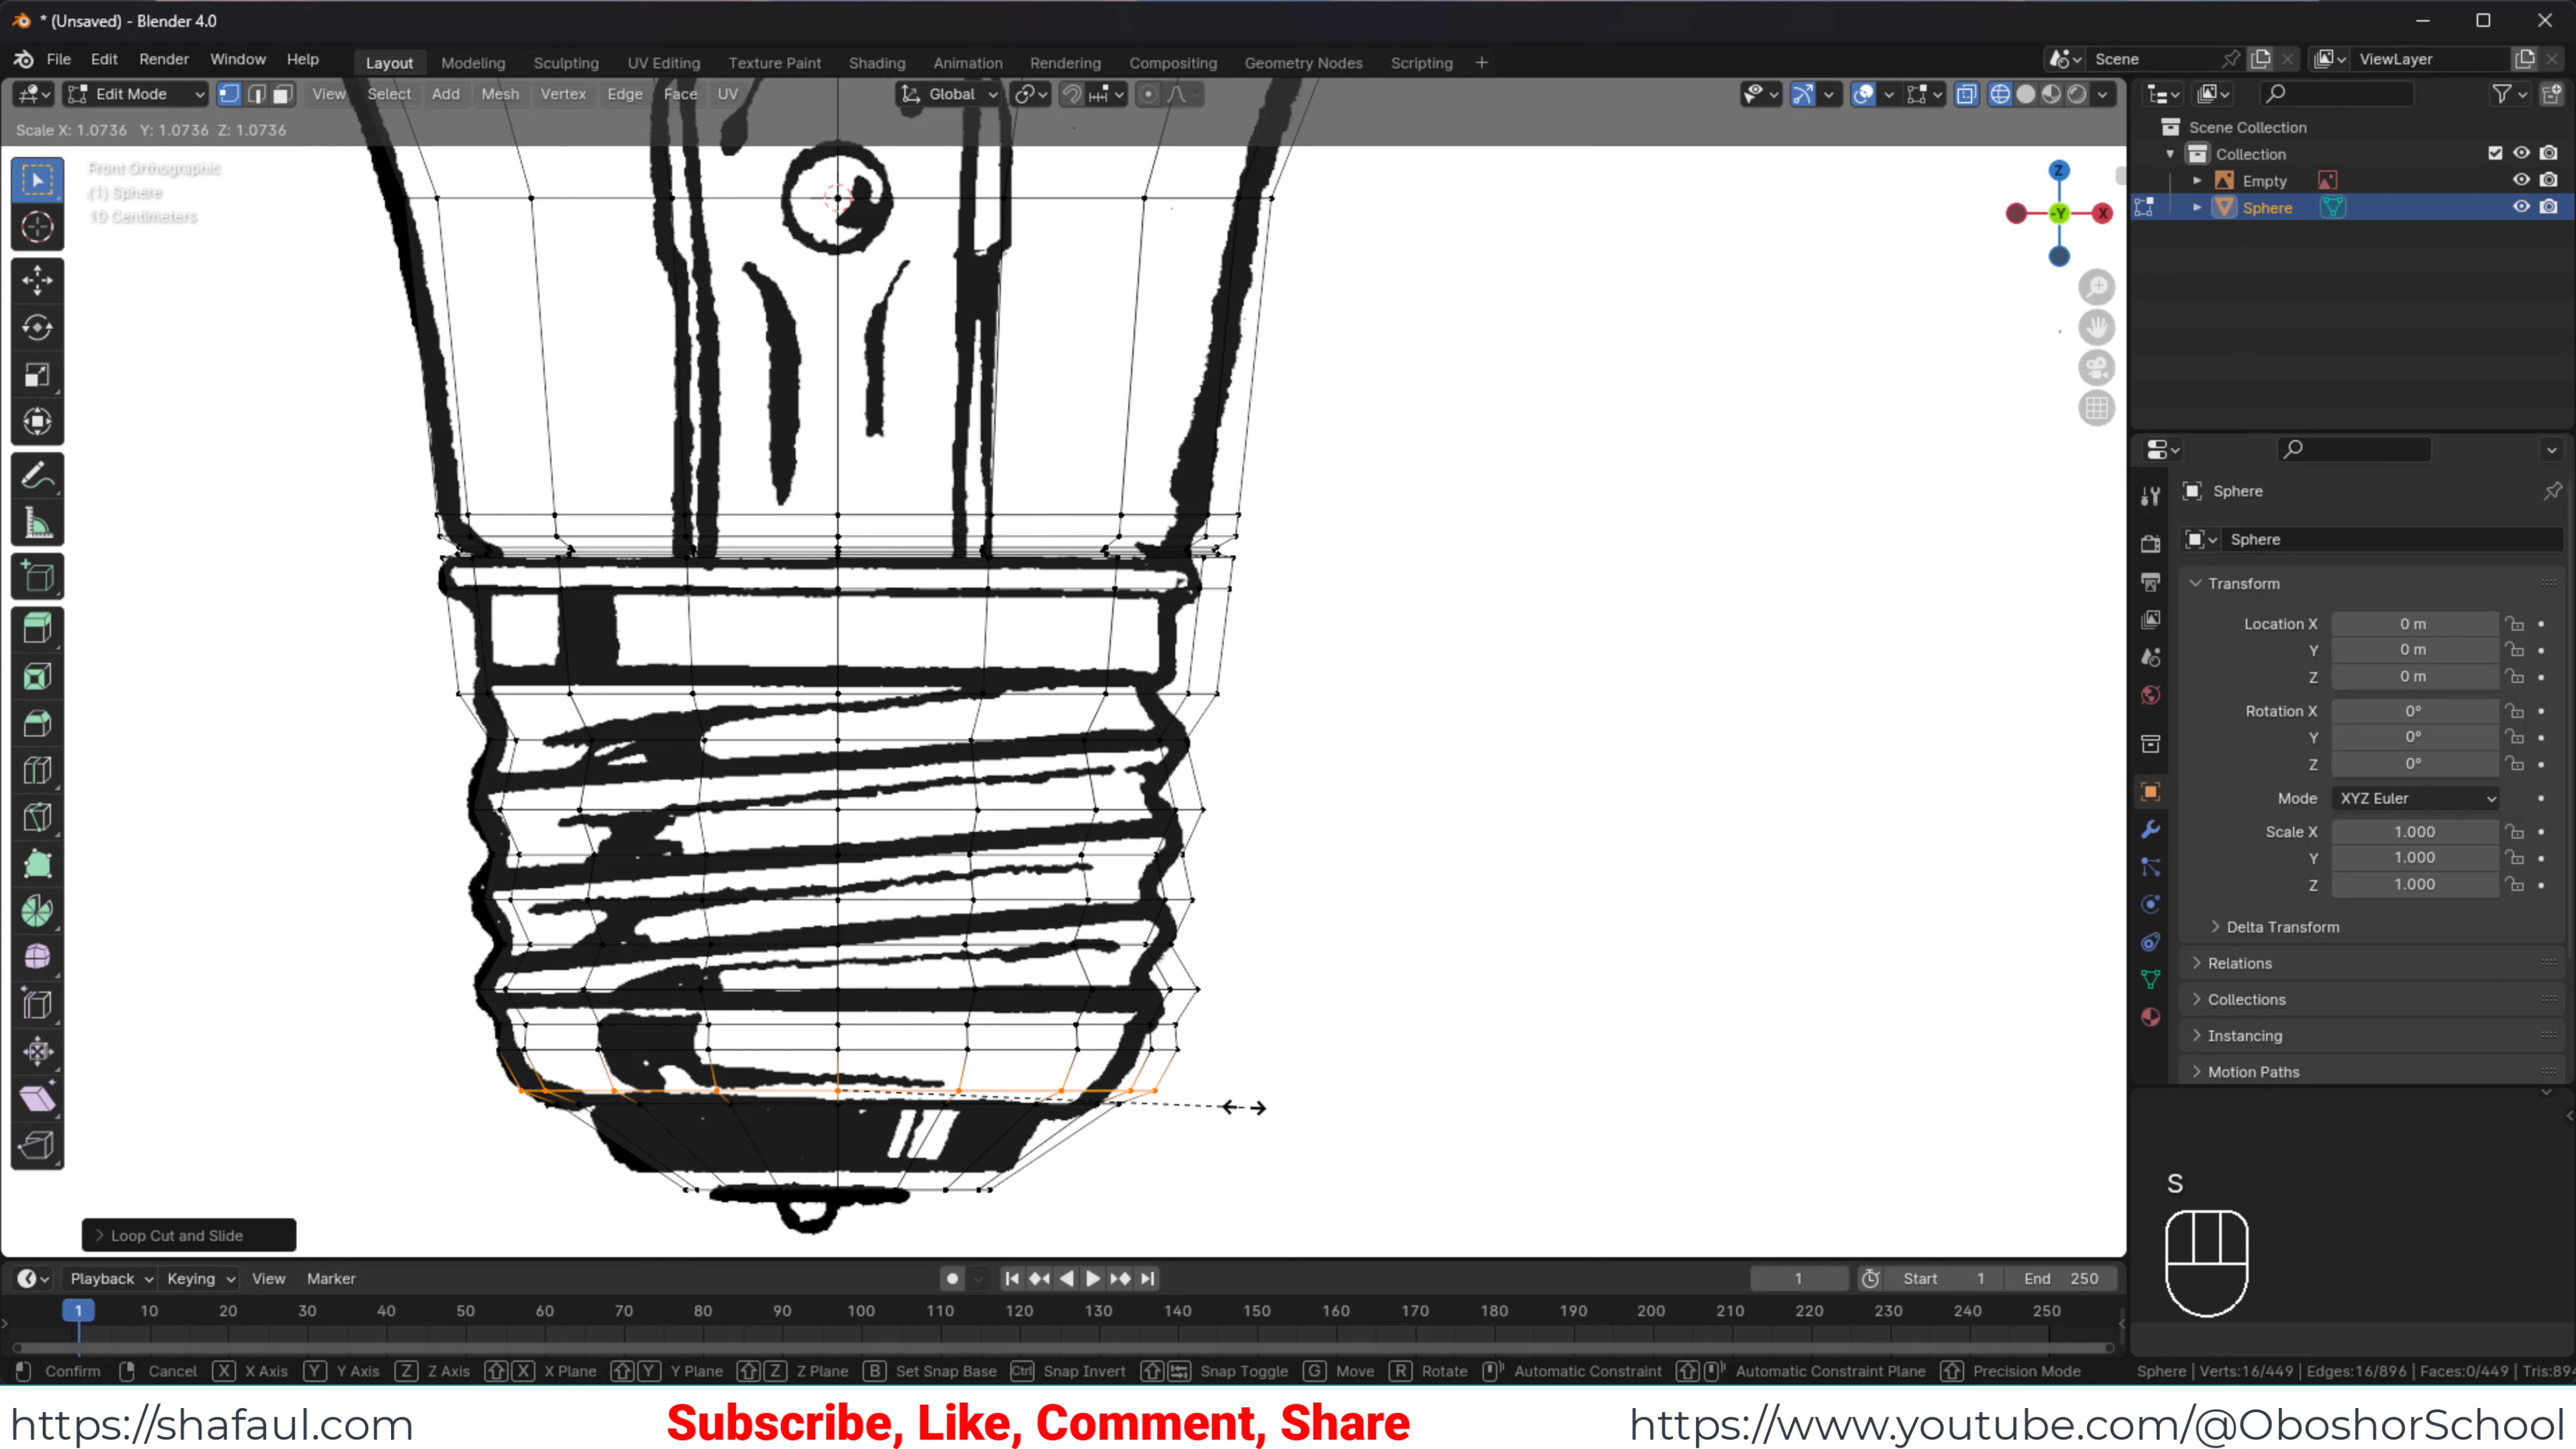 * (Unsaved) - Blender 4.0
File Edit Render Window Help Layout Modeling Sculpting UV Editing Texture Paint Shading Animation Rendering Compositing Geometry Nodes Scripting + Scene ViewLayer
Edit Mode View Select Add Mesh Vertex Edge Face UV Global
Scale X: 1.0736 Y: 1.0736 Z: 1.0736
Front Orthographic
(1) Sphere
10 Centimeters
Z
-Y X
Scene Collection
Collection
Empty
Sphere
Sphere
Sphere
Transform
Location X 0 m
Y 0 m
Z 0 m
Rotation X 0°
Y 0°
Z 0°
Mode XYZ Euler
Scale X 1.000
Y 1.000
Z 1.000
Delta Transform
Relations
Collections
Instancing
Motion Paths
S
Loop Cut and Slide
Playback Keying View Marker 1 Start 1 End 250
1 10 20 30 40 50 60 70 80 90 100 110 120 130 140 150 160 170 180 190 200 210 220 230 240 250
Confirm Cancel X X Axis Y Y Axis Z Z Axis X X Plane Y Y Plane Z Z Plane B Set Snap Base Ctrl Snap Invert Snap Toggle G Move R Rotate Automatic Constraint Automatic Constraint Plane Precision Mode Sphere | Verts:16/449 | Edges:16/896 | Faces:0/449 | Tris:894
https://shafaul.com Subscribe, Like, Comment, Share https://www.youtube.com/@OboshorSchool